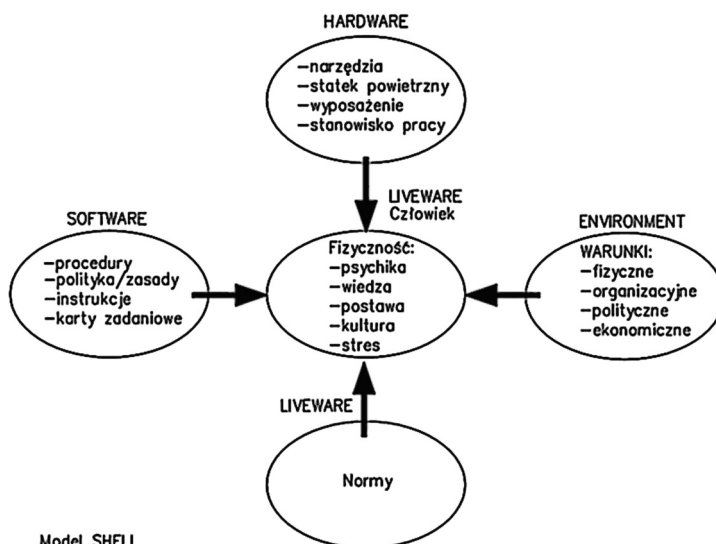 HARDWARE
-narzędzia
-statek powietrzny
-wyposażenie
-stanowisko pracy
LIVEWARE
Człowiek
SOFTWARE
-procedury
-polityka/zasady
-instrukcje
-karty zadaniowe
Fizyczność:
-psychika
-wiedza
-postawa
-kultura
-stres
ENVIRONMENT
WARUNKI:
-fizyczne
-organizacyjne
-polityczne
-ekonomiczne
LIVEWARE
Normy
Model SHELL